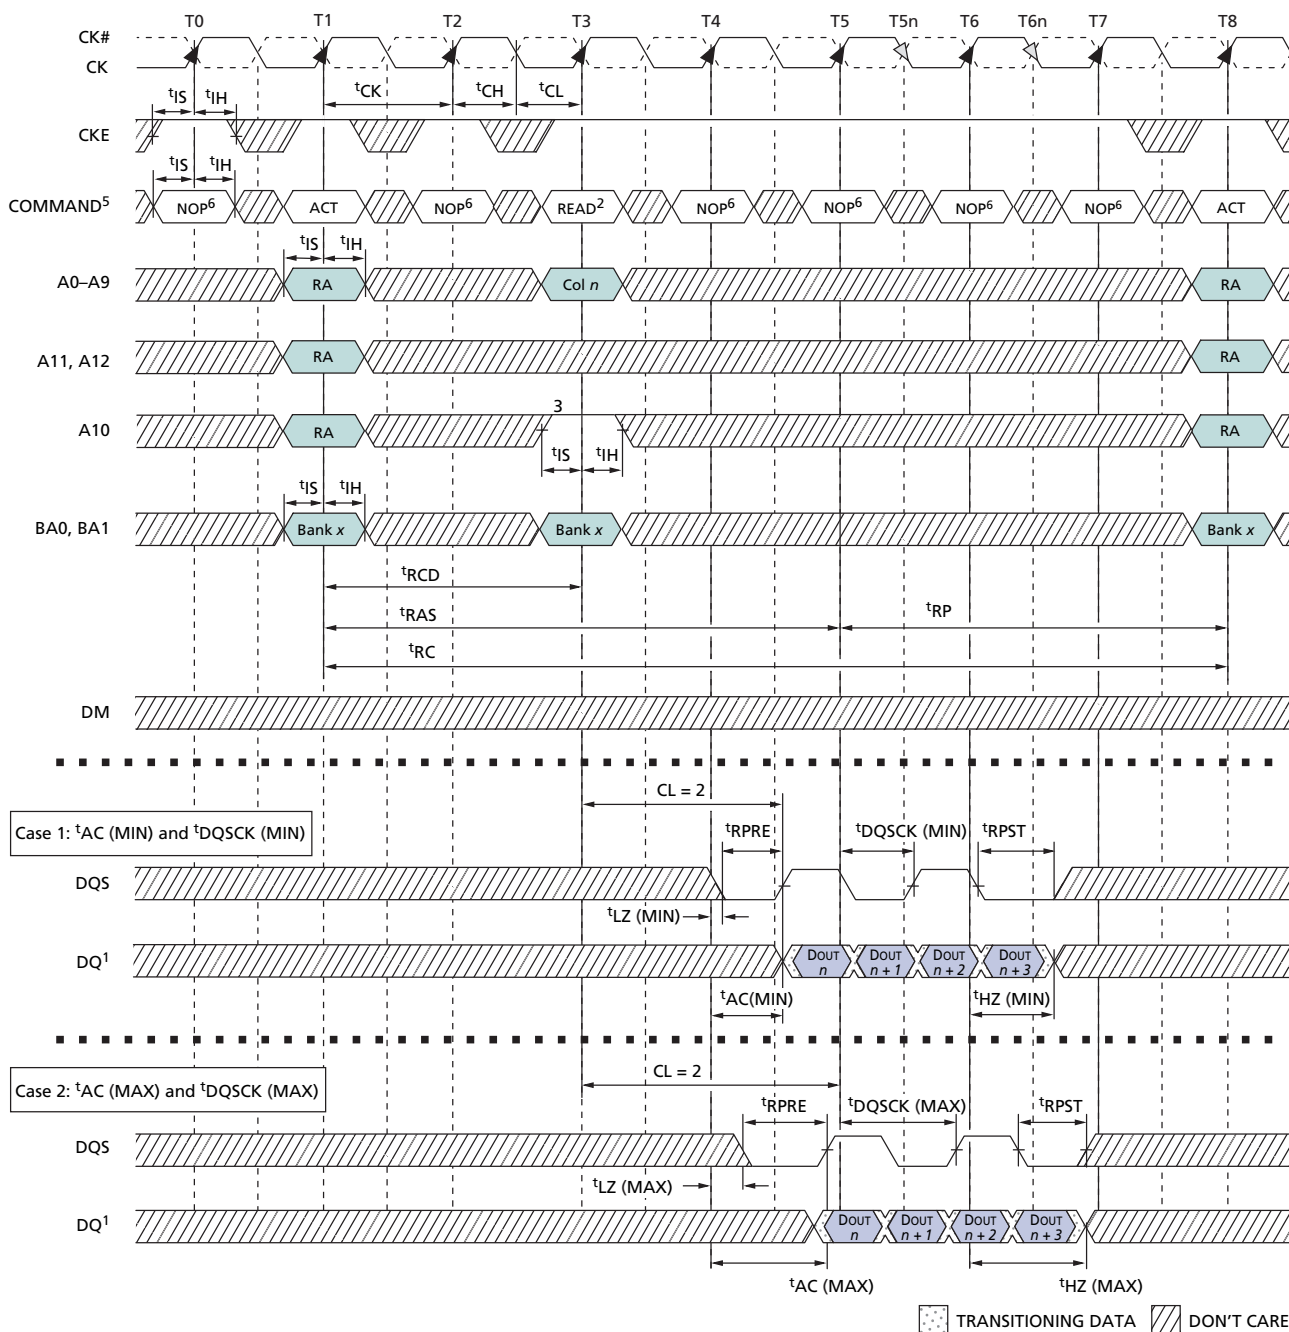 T0 T1 T2 T3 T4 T5 T5n T6 T6n T7 T8
CK#
CK
tIS tIH tCK tCH tCL
CKE
tIS tIH
COMMAND5 NOP6 ACT NOP6 READ2 NOP6 NOP6 NOP6 NOP6 ACT
tIS tIH
A0–A9 RA Col n RA
A11, A12 RA RA
3
A10 RA RA
tIS tIH
tIS tIH
BA0, BA1 Bank x Bank x Bank x
tRCD
tRAS tRP
tRC
DM
CL = 2
Case 1: tAC (MIN) and tDQSCK (MIN)
tRPRE tDQSCK (MIN) tRPST
DQS
tLZ (MIN)
DQ1 DOUT n DOUT n + 1 DOUT n + 2 DOUT n + 3
tAC(MIN) tHZ (MIN)
CL = 2
Case 2: tAC (MAX) and tDQSCK (MAX)
tRPRE tDQSCK (MAX) tRPST
DQS
tLZ (MAX)
DQ1 DOUT n DOUT n + 1 DOUT n + 2 DOUT n + 3
tAC (MAX) tHZ (MAX)
TRANSITIONING DATA DON'T CARE